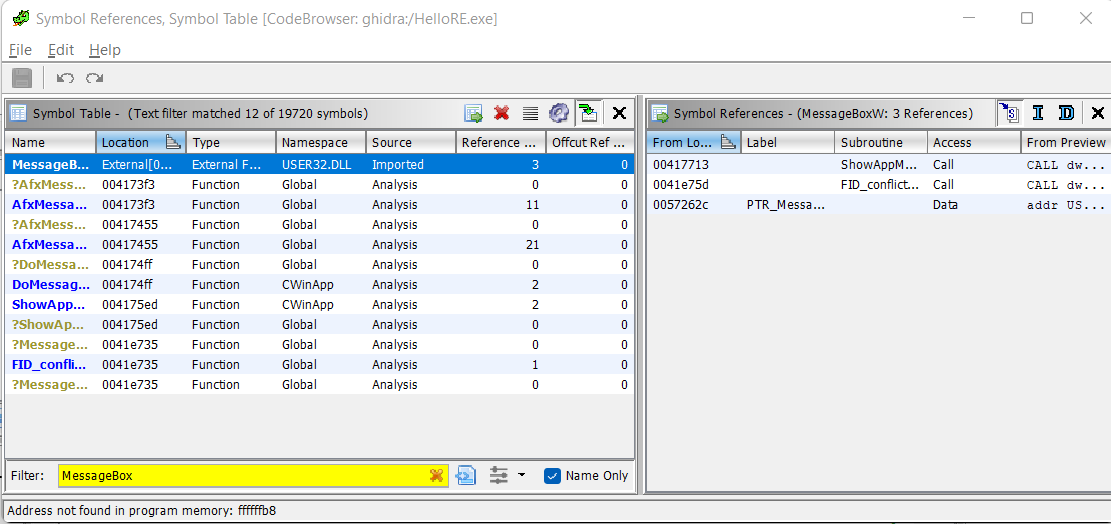 Symbol References, Symbol Table [CodeBrowser: ghidra:/HelloRE.exe]
File Edit Help
Symbol Table - (Text filter matched 12 of 19720 symbols)
Name Location Type Namespace Source Reference ... Offcut Ref ...
MessageB... External[0... External F... USER32.DLL Imported 3 0
?AfxMess... 004173f3 Function Global Analysis 0 0
AfxMessa... 004173f3 Function Global Analysis 11 0
?AfxMess... 00417455 Function Global Analysis 0 0
AfxMessa... 00417455 Function Global Analysis 21 0
?DoMessa... 004174ff Function Global Analysis 0 0
DoMessag... 004174ff Function CWinApp Analysis 2 0
ShowApp... 004175ed Function CWinApp Analysis 2 0
?ShowAp... 004175ed Function Global Analysis 0 0
?Message... 0041e735 Function Global Analysis 0 0
FID_confli... 0041e735 Function Global Analysis 1 0
?Message... 0041e735 Function Global Analysis 0 0
Filter: MessageBox Name Only
Symbol References - (MessageBoxW: 3 References)
S I D
From Lo... Label Subroutine Access From Preview
00417713 ShowAppM... Call CALL dw...
0041e75d FID_conflict... Call CALL dw...
0057262c PTR_Messa... Data addr US...
Address not found in program memory: ffffffb8